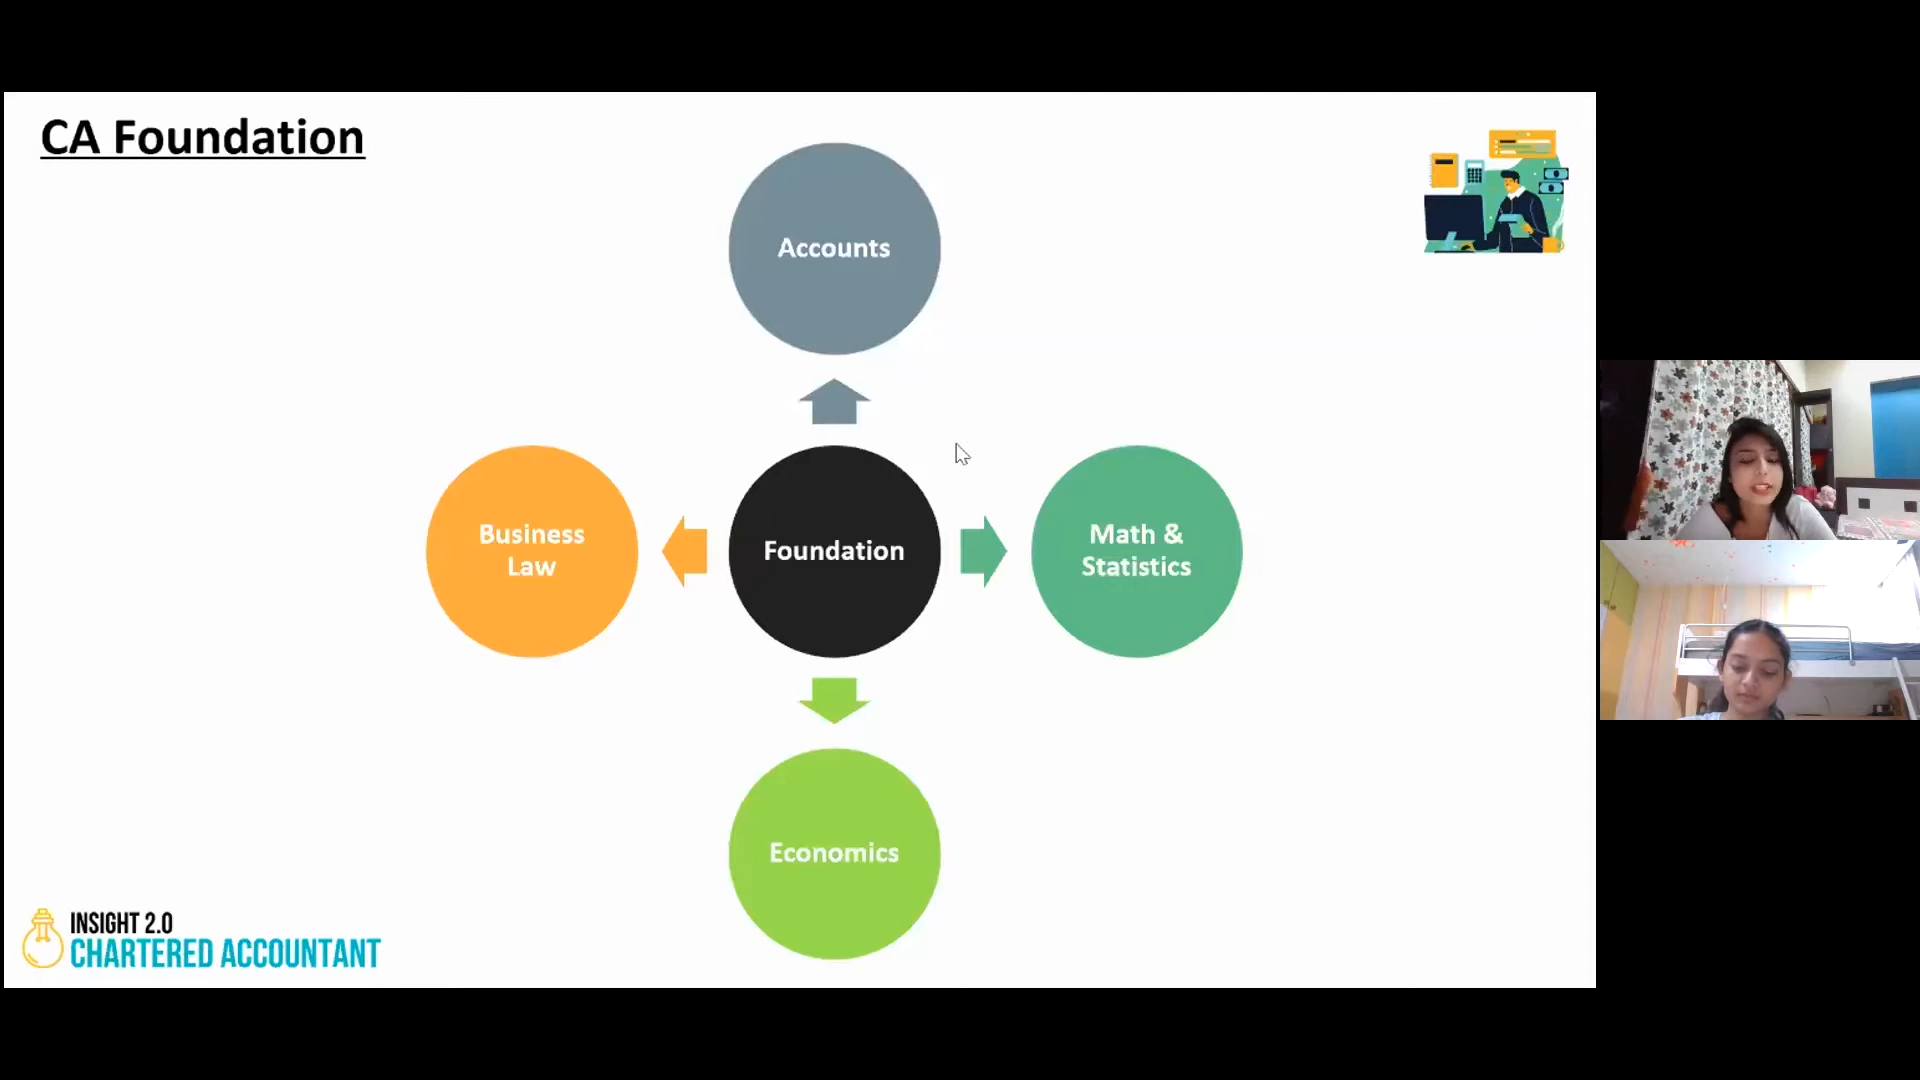 CA Foundation
Accounts
Business
Law
Foundation
Math &
Statistics
Economics
INSIGHT 2.0
CHARTERED ACCOUNTANT